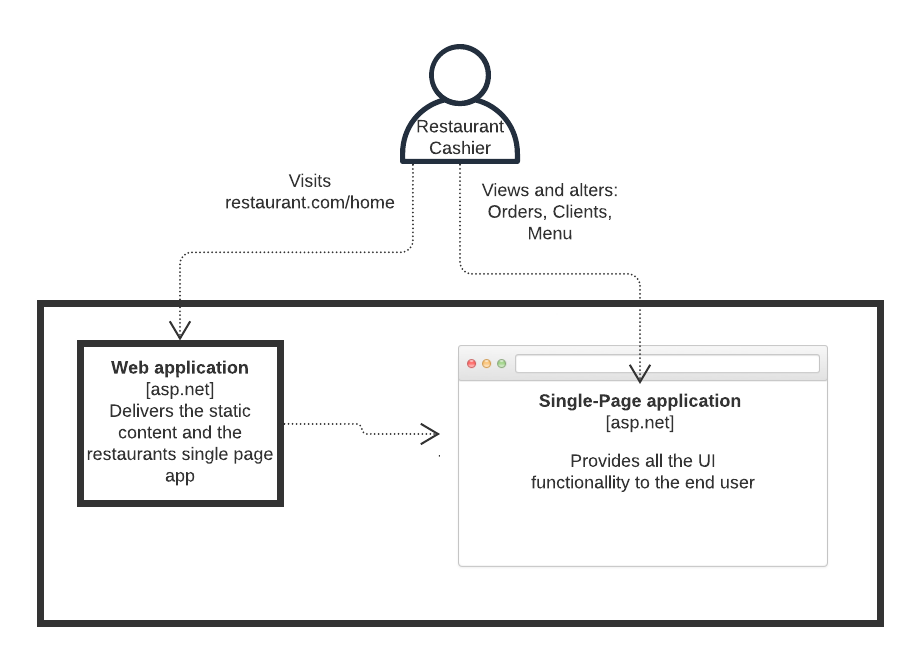 Restaurant
Cashier
Visits
restaurant.com/home
Views and alters:
Orders, Clients,
Menu
Web application
[asp.net]
Delivers the static
content and the
restaurants single page
app
Single-Page application
[asp.net]
Provides all the UI
functionallity to the end user